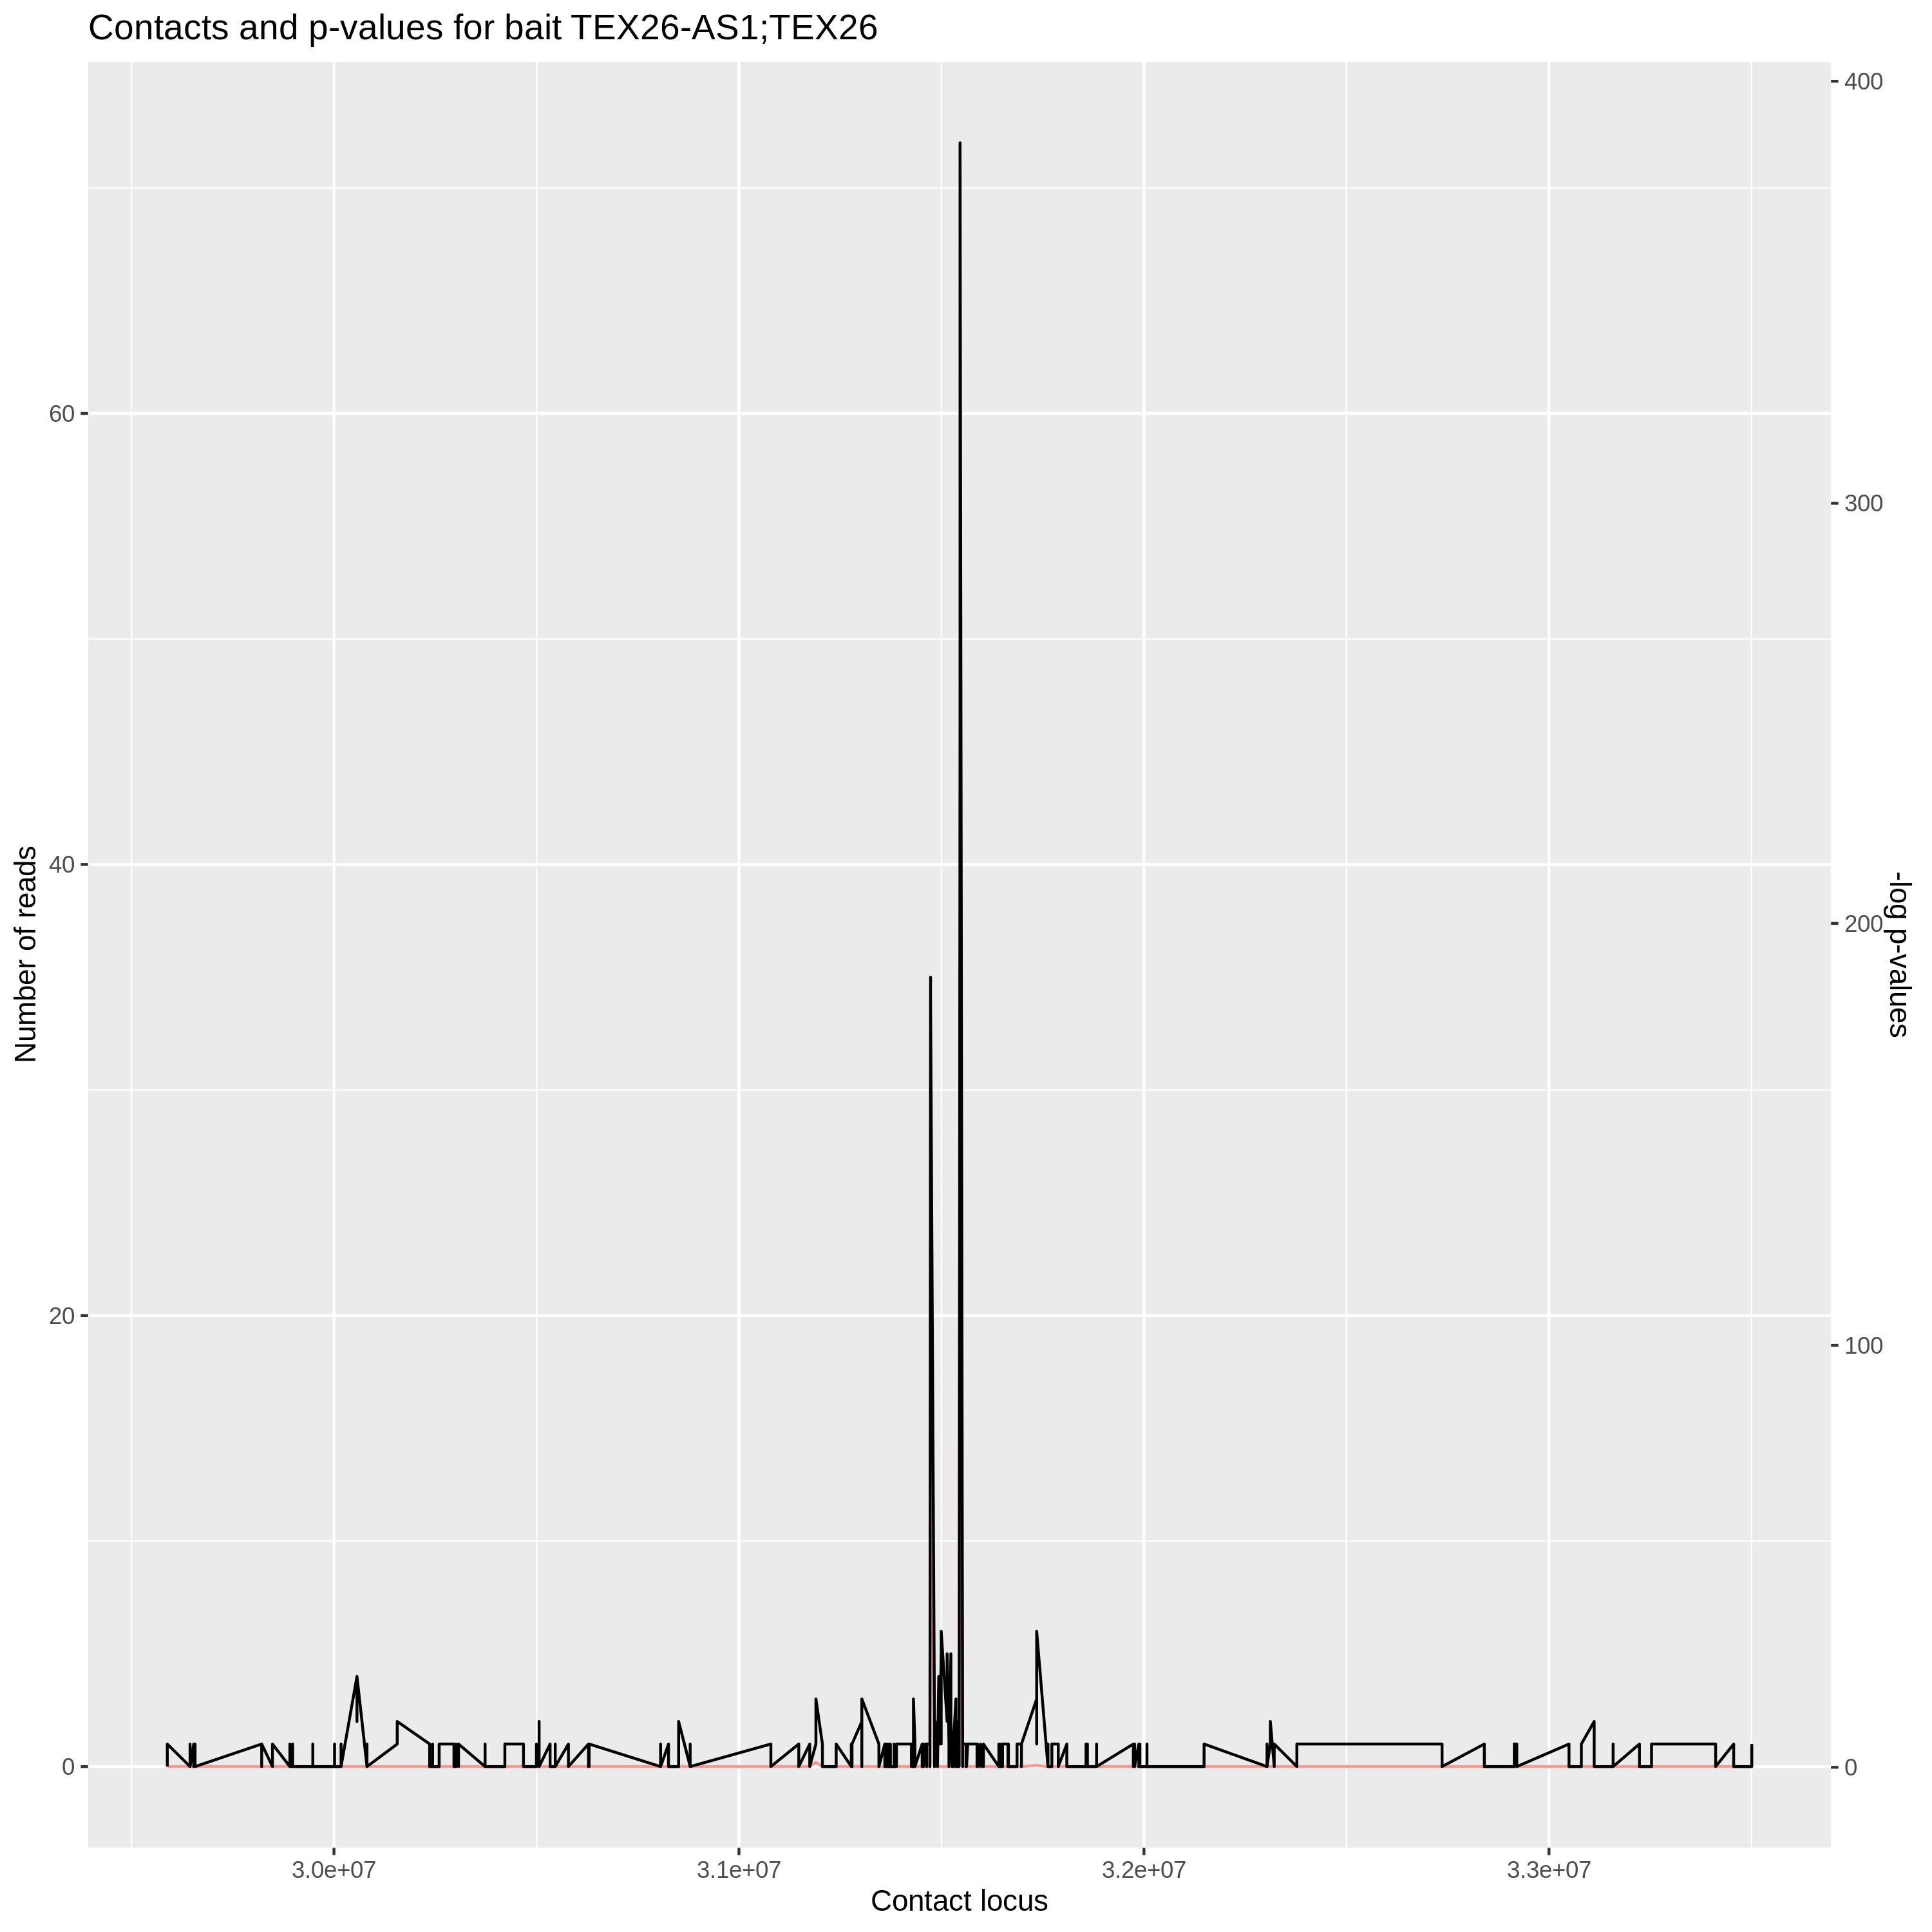 Contacts and p-values for bait TEX26-AS1;TEX26
400
60
300
40
200
20
100
0
0
Number of reads
-log p-values
3.0e+07
3.1e+07
3.2e+07
3.3e+07
Contact locus